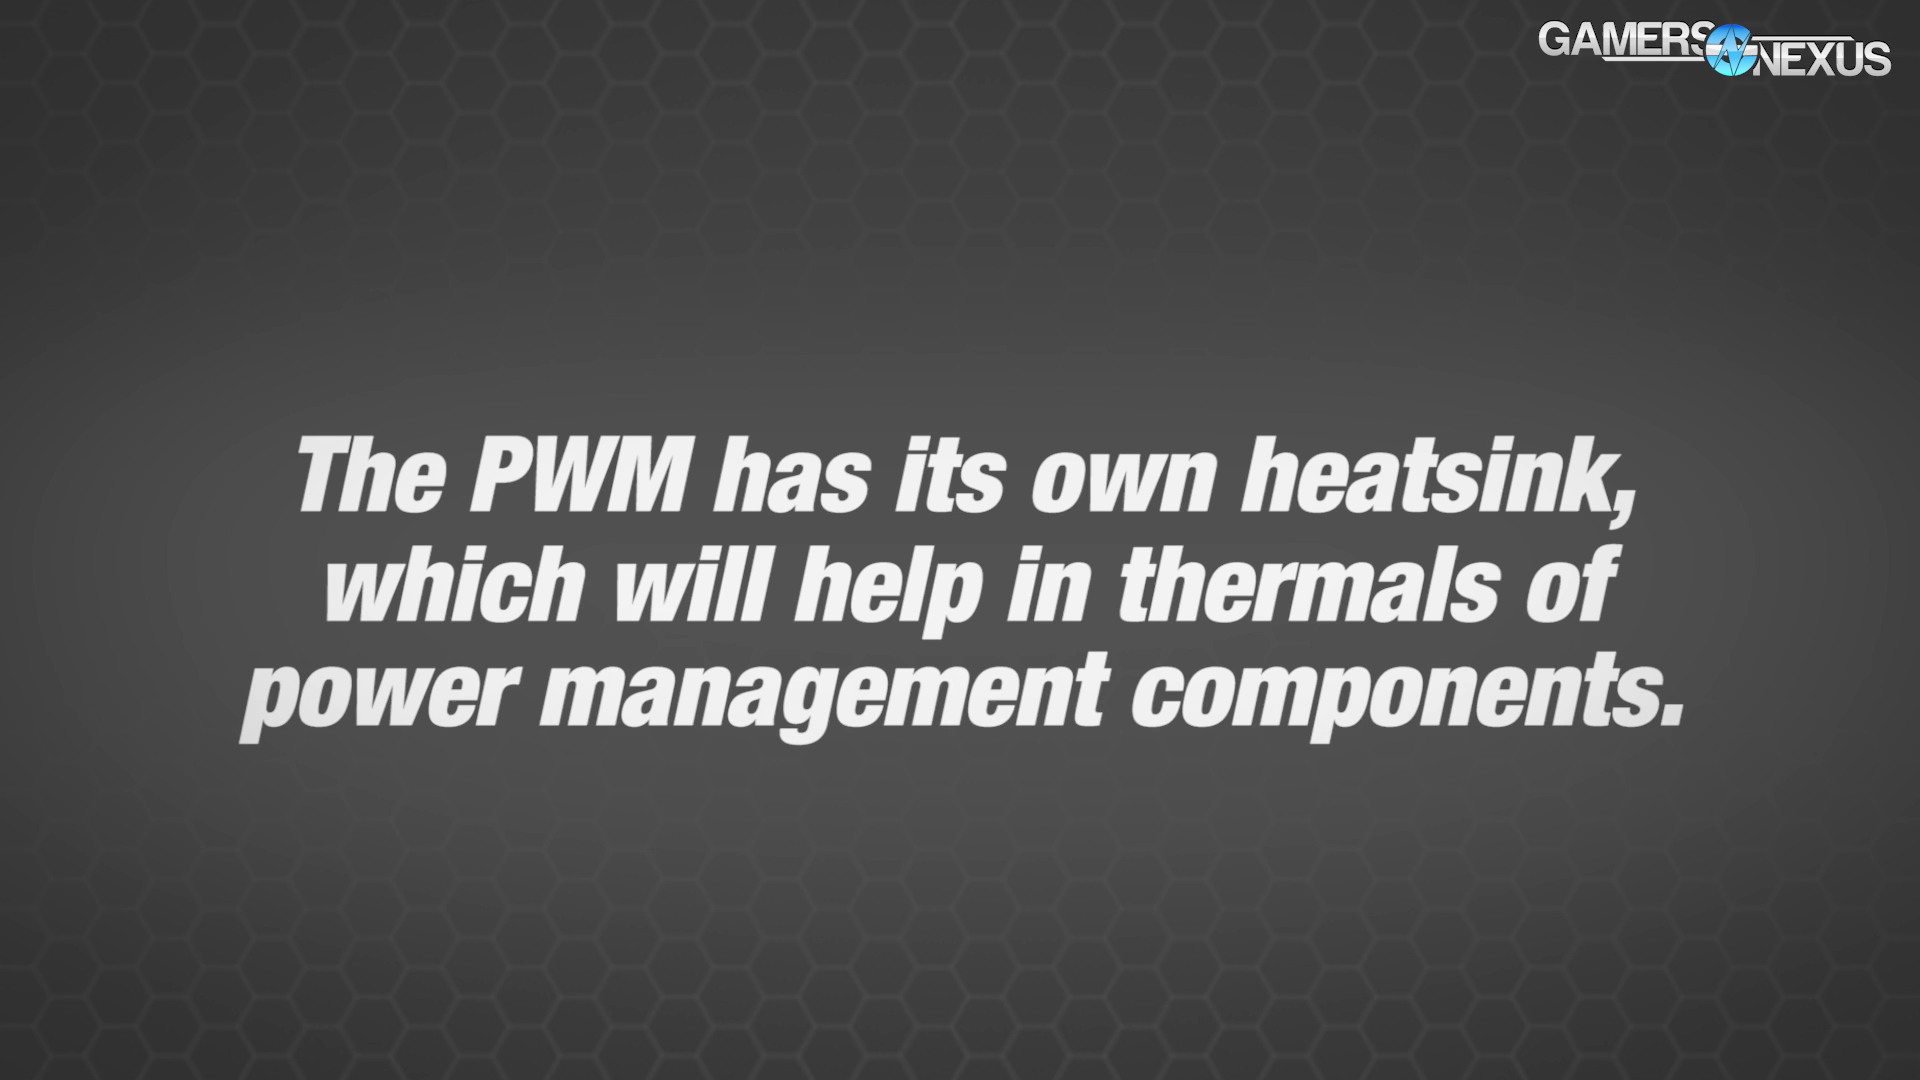 GAMERS NEXUS
The PWM has its own heatsink,
which will help in thermals of
power management components.